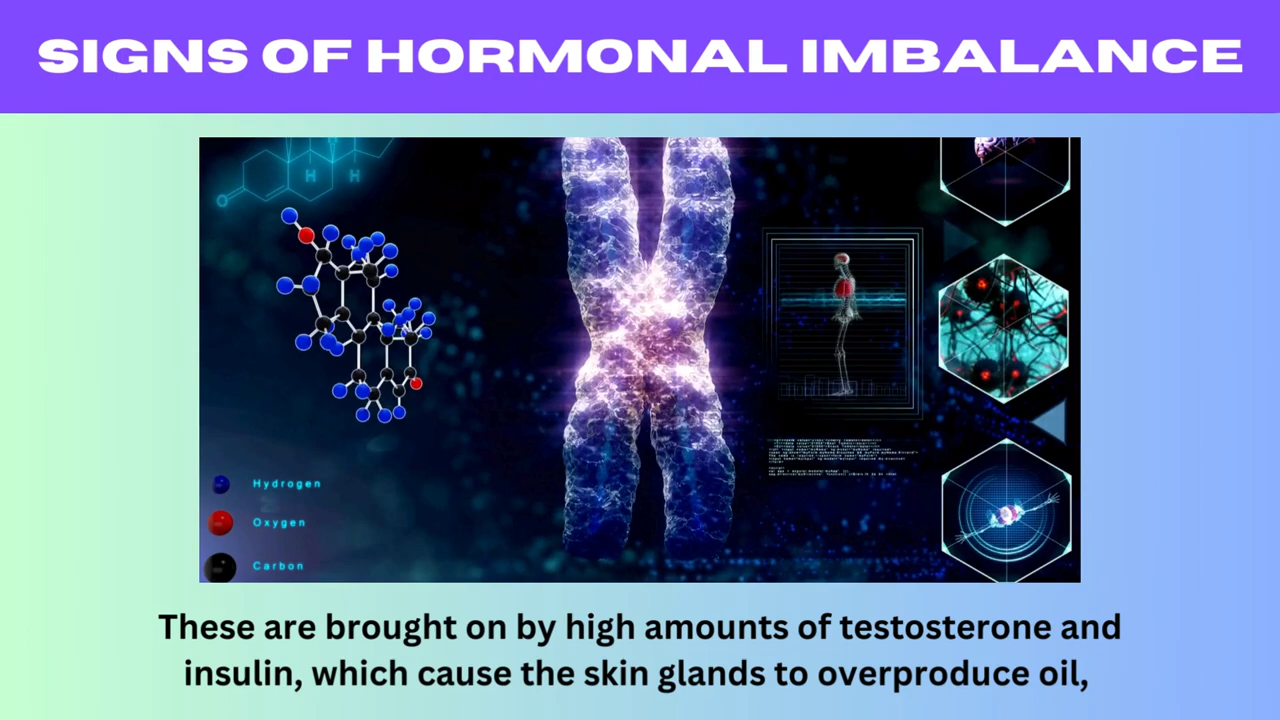 SIGNS OF HORMONAL IMBALANCE
H H
O
Hydrogen
Oxygen
Carbon
These are brought on by high amounts of testosterone and
insulin, which cause the skin glands to overproduce oil,